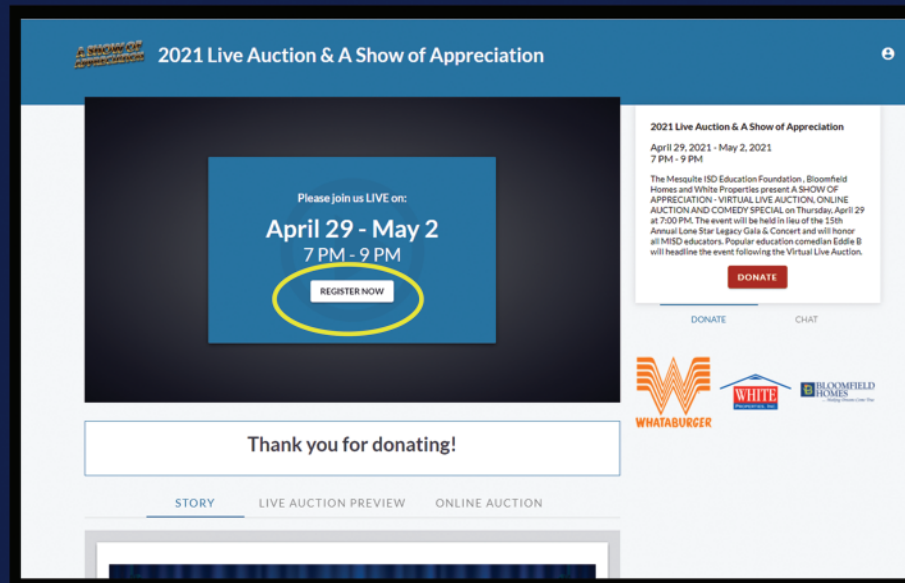 A SHOW OF
APPRECIATION
2021 Live Auction & A Show of Appreciation
Please join us LIVE on:
April 29 - May 2
7 PM - 9 PM
REGISTER NOW
2021 Live Auction & A Show of Appreciation
April 29, 2021 - May 2, 2021
7 PM - 9 PM
The Mesquite ISD Education Foundation , Bloomfield
Homes and White Properties present A SHOW OF
APPRECIATION - VIRTUAL LIVE AUCTION, ONLINE
AUCTION AND COMEDY SPECIAL on Thursday, April 29
at 7:00 PM. The event will be held in lieu of the 15th
Annual Lone Star Legacy Gala & Concert and will honor
all MISD educators. Popular education comedian Eddie B
will headline the event following the Virtual Live Auction.
DONATE
DONATE
CHAT
WHATABURGER
WHITE
PROPERTIES, INC
BLOOMFIELD
HOMES
... Making Dreams Come True
Thank you for donating!
STORY
LIVE AUCTION PREVIEW
ONLINE AUCTION